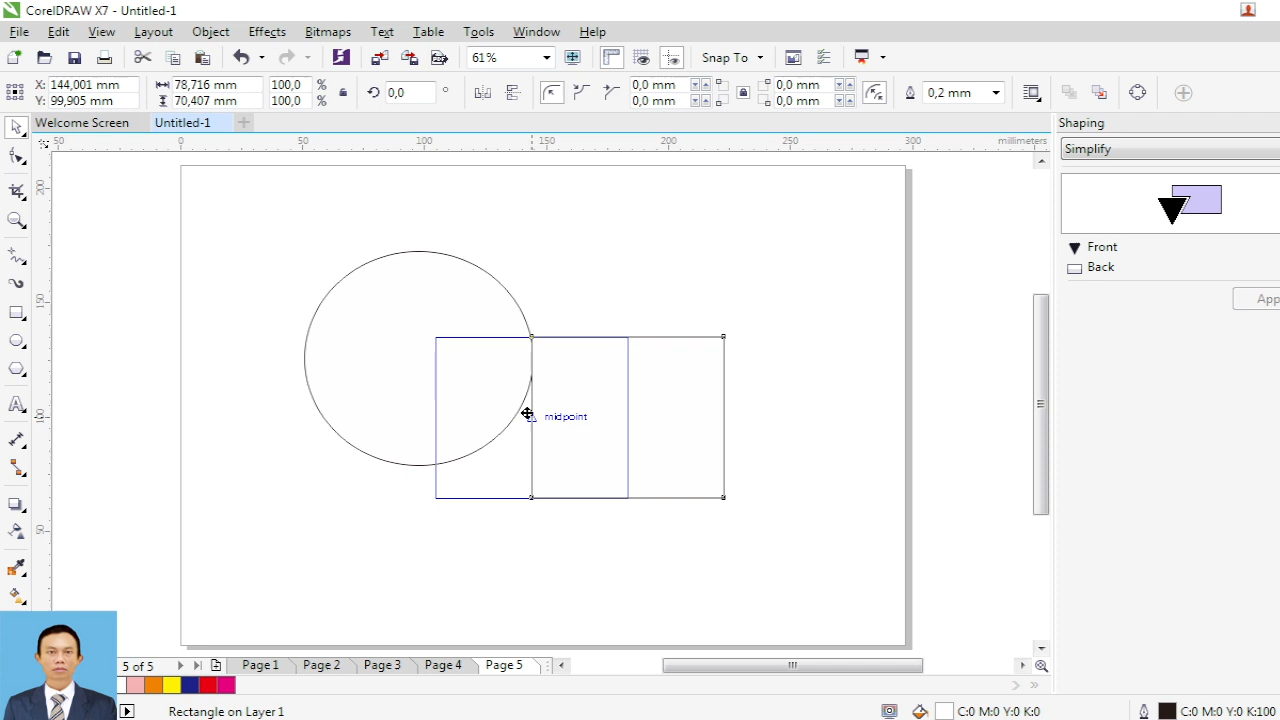 CorelDRAW X7 - Untitled-1
File Edit View Layout Object Effects Bitmaps Text Table Tools Window Help
61% Snap To
X: 144,001 mm 78,716 mm 100,0 % 0,0 ° 0,0 mm 0,0 mm 0,2 mm
Y: 99,905 mm 70,407 mm 100,0 % 0,0 mm 0,0 mm
Welcome Screen Untitled-1 Shaping
50 0 50 100 150 200 250 300 millimeters
Simplify
200
Front
Back
150
App
midpoint
100
50
5 of 5 Page 1 Page 2 Page 3 Page 4 Page 5
Rectangle on Layer 1 C:0 M:0 Y:0 K:0 C:0 M:0 Y:0 K:100